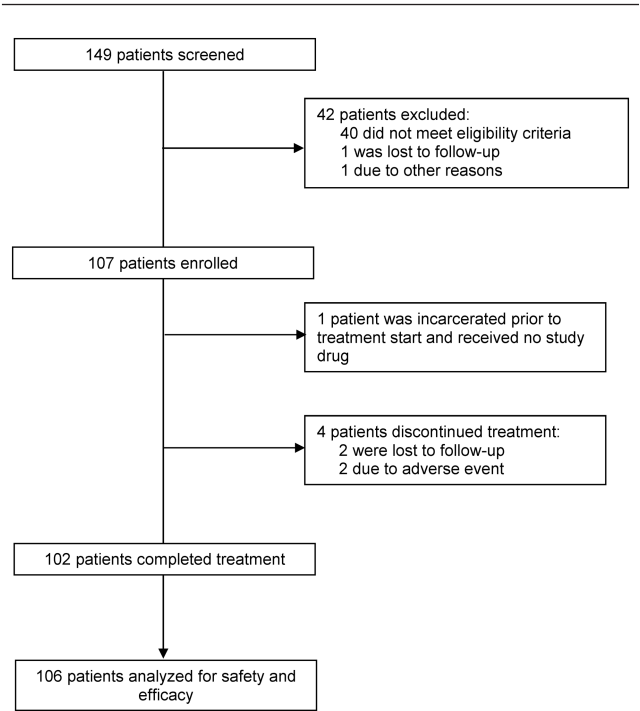 149 patients screened
42 patients excluded:
40 did not meet eligibility criteria
1 was lost to follow-up
1 due to other reasons
107 patients enrolled
1 patient was incarcerated prior to
treatment start and received no study
drug
4 patients discontinued treatment:
2 were lost to follow-up
2 due to adverse event
102 patients completed treatment
106 patients analyzed for safety and
efficacy